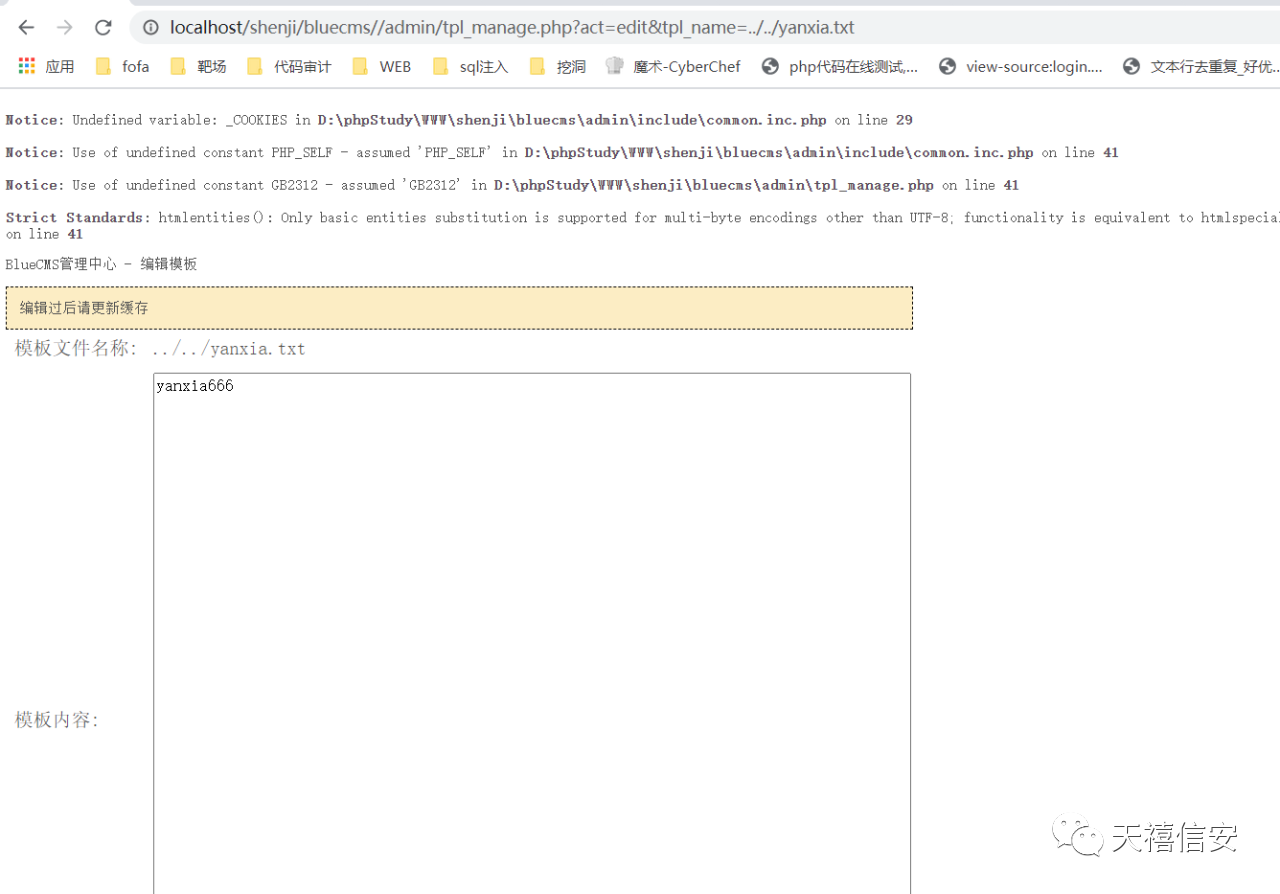 localhost/shenji/bluecms//admin/tpl_manage.php?act=edit&tpl_name=../../yanxia.txt
应用 fofa 靶场 代码审计 WEB sql注入 挖洞 魔术-CyberChef php代码在线测试,... view-source:login.... 文本行去重复_好优...
Notice: Undefined variable: _COOKIES in D:\phpStudy\WWW\shenji\bluecms\admin\include\common.inc.php on line 29
Notice: Use of undefined constant PHP_SELF - assumed 'PHP_SELF' in D:\phpStudy\WWW\shenji\bluecms\admin\include\common.inc.php on line 41
Notice: Use of undefined constant GB2312 - assumed 'GB2312' in D:\phpStudy\WWW\shenji\bluecms\admin\tpl_manage.php on line 41
Strict Standards: htmlentities(): Only basic entities substitution is supported for multi-byte encodings other than UTF-8; functionality is equivalent to htmlspecial
on line 41
BlueCMS管理中心 - 编辑模板
编辑过后请更新缓存
模板文件名称: ../../yanxia.txt
yanxia666
模板内容:
天禧信安